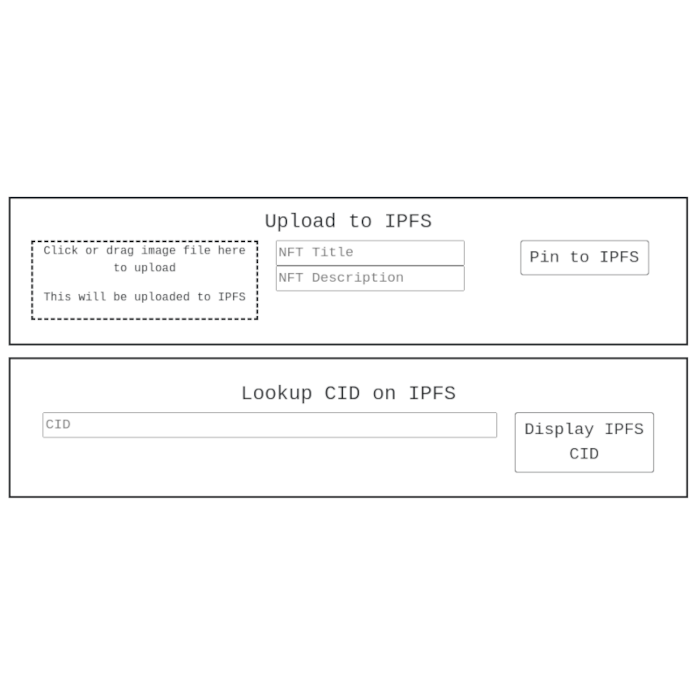 Upload to IPFS
Click or drag image file here
to upload
This will be uploaded to IPFS
NFT Title
NFT Description
Pin to IPFS
Lookup CID on IPFS
CID
Display IPFS
CID